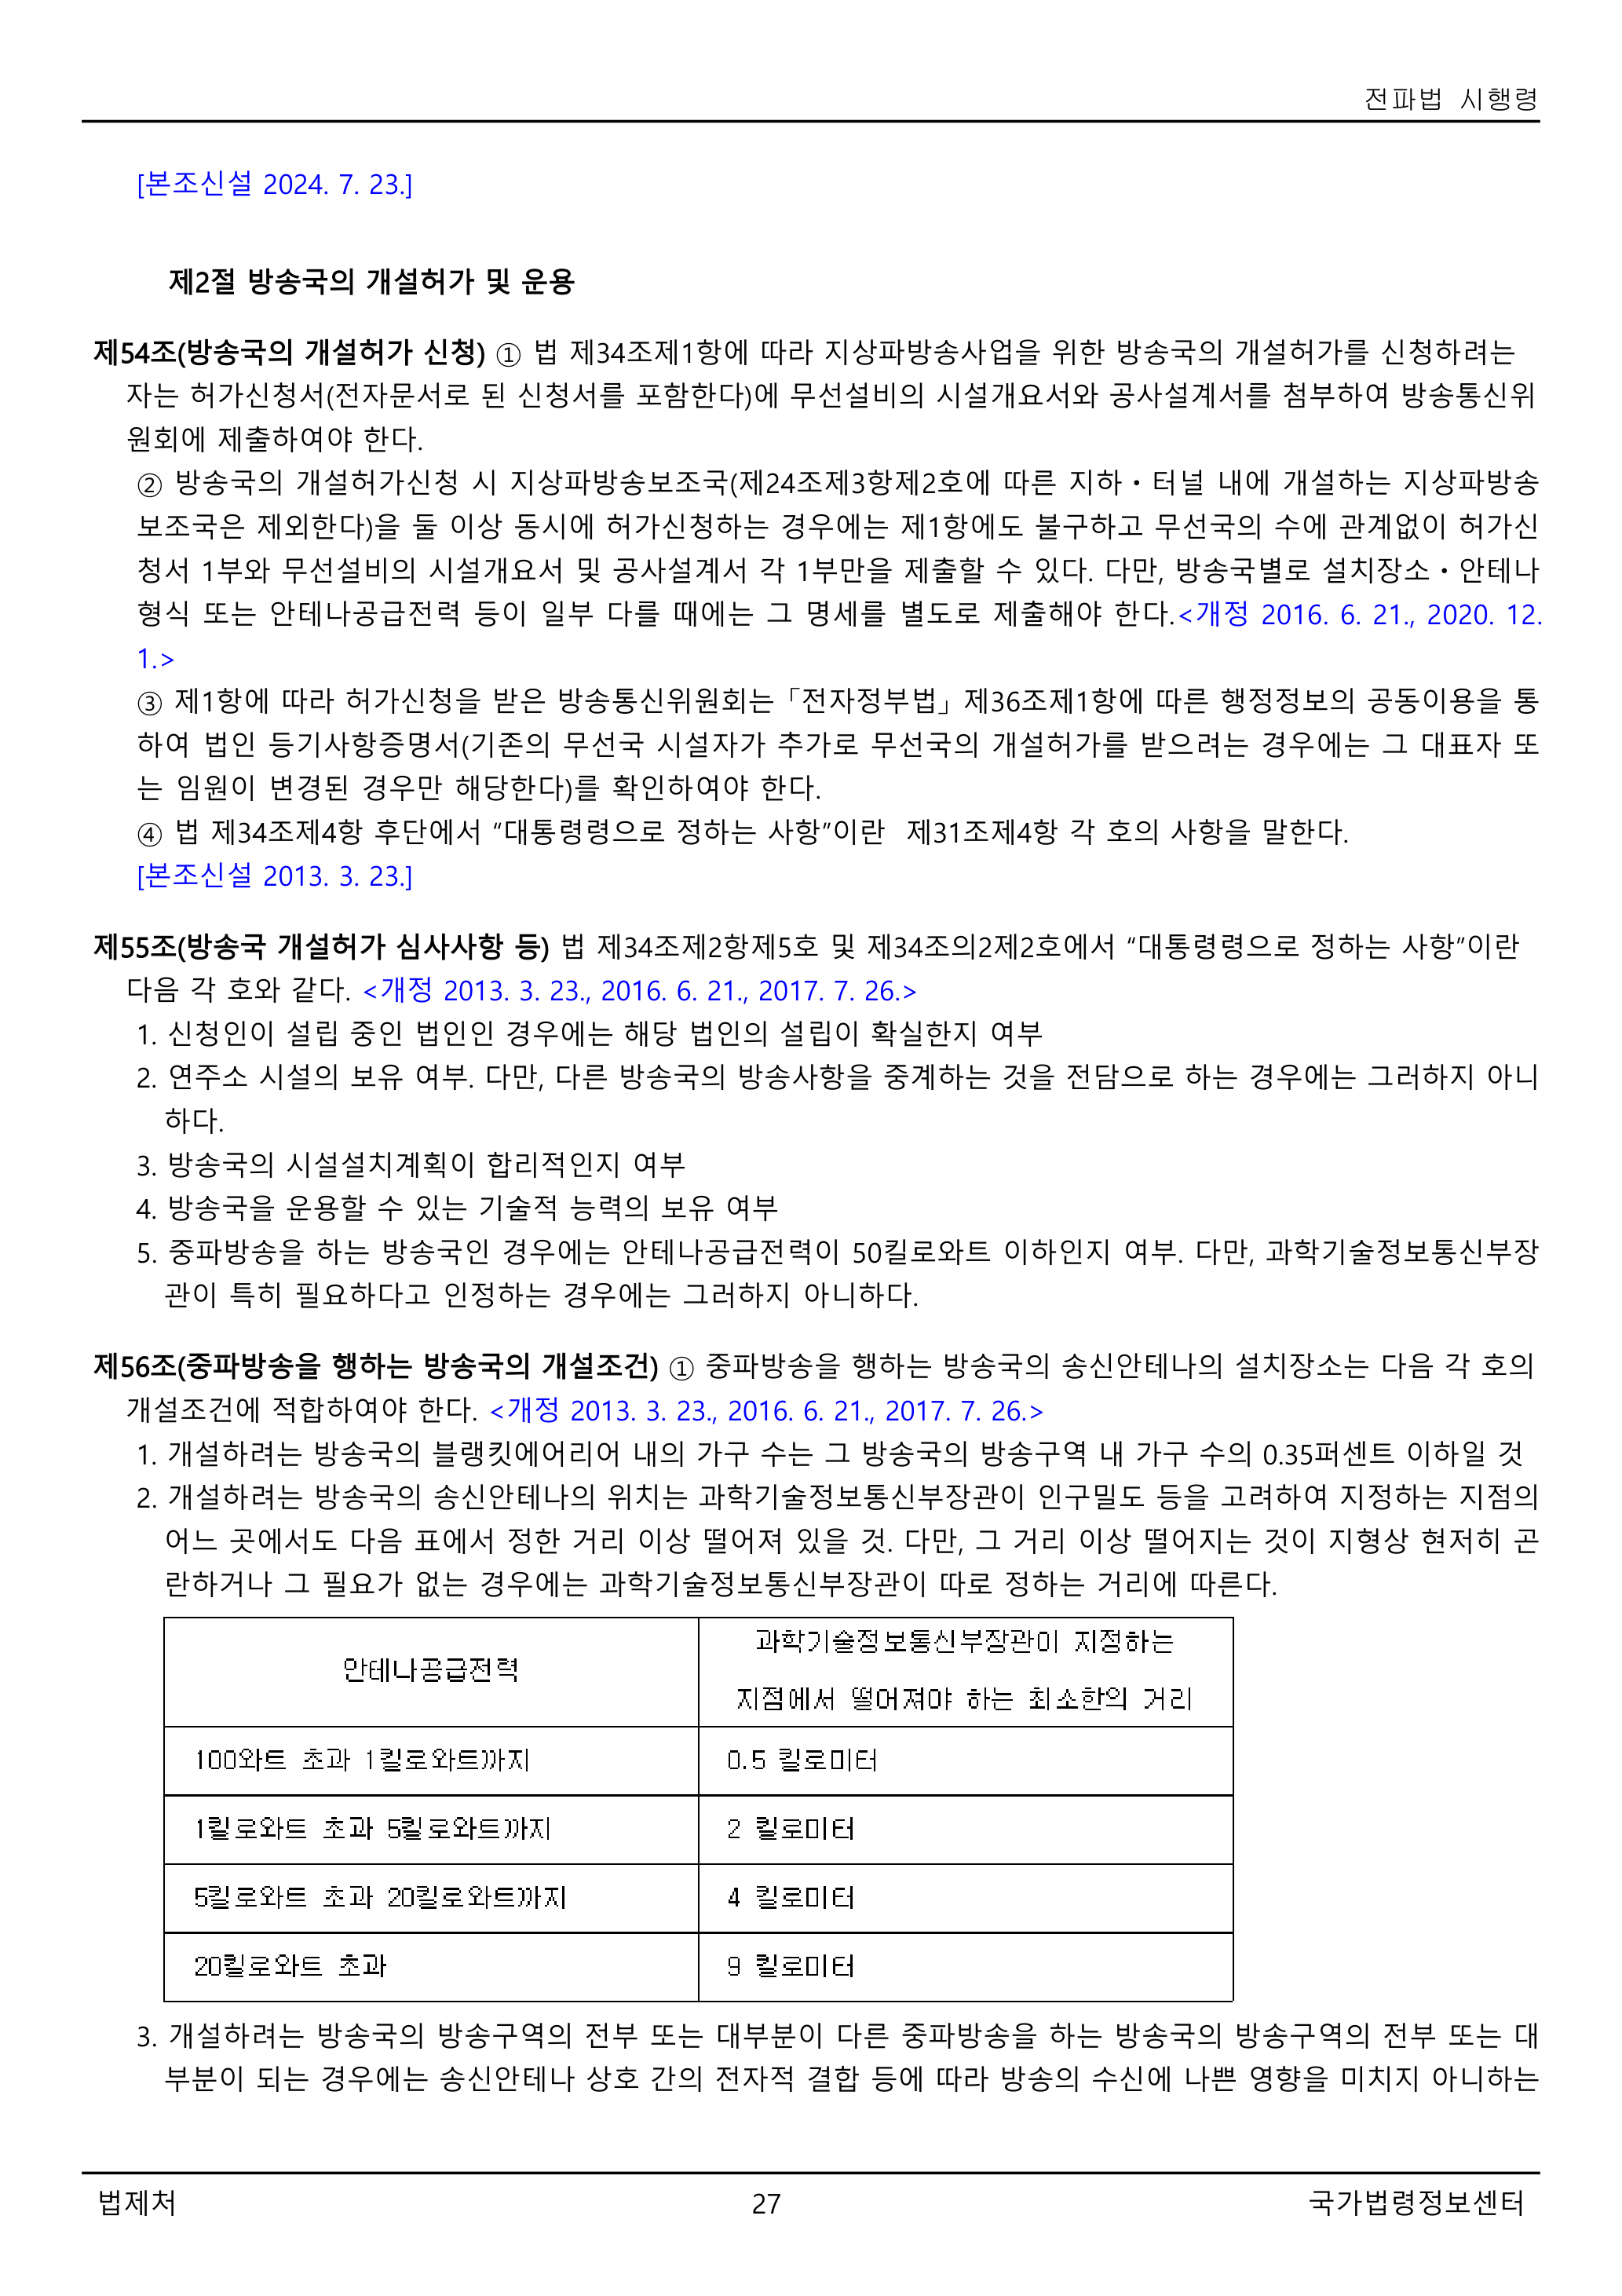 전파법 시행령
[본조신설 2024. 7. 23.]
제2절 방송국의 개설허가 및 운용
제54조(방송국의 개설허가 신청) ① 법 제34조제1항에 따라 지상파방송사업을 위한 방송국의 개설허가를 신청하려는
자는 허가신청서(전자문서로 된 신청서를 포함한다)에 무선설비의 시설개요서와 공사설계서를 첨부하여 방송통신위
원회에 제출하여야 한다.
② 방송국의 개설허가신청 시 지상파방송보조국(제24조제3항제2호에 따른 지하ㆍ터널 내에 개설하는 지상파방송
보조국은 제외한다)을 둘 이상 동시에 허가신청하는 경우에는 제1항에도 불구하고 무선국의 수에 관계없이 허가신
청서 1부와 무선설비의 시설개요서 및 공사설계서 각 1부만을 제출할 수 있다. 다만, 방송국별로 설치장소ㆍ안테나
형식 또는 안테나공급전력 등이 일부 다를 때에는 그 명세를 별도로 제출해야 한다.<개정 2016. 6. 21., 2020. 12.
1.>
③ 제1항에 따라 허가신청을 받은 방송통신위원회는 「전자정부법」 제36조제1항에 따른 행정정보의 공동이용을 통
하여 법인 등기사항증명서(기존의 무선국 시설자가 추가로 무선국의 개설허가를 받으려는 경우에는 그 대표자 또
는 임원이 변경된 경우만 해당한다)를 확인하여야 한다.
④ 법 제34조제4항 후단에서 “대통령령으로 정하는 사항”이란  제31조제4항 각 호의 사항을 말한다.
[본조신설 2013. 3. 23.]
제55조(방송국 개설허가 심사사항 등) 법 제34조제2항제5호 및 제34조의2제2호에서 “대통령령으로 정하는 사항”이란
다음 각 호와 같다. <개정 2013. 3. 23., 2016. 6. 21., 2017. 7. 26.>
1. 신청인이 설립 중인 법인인 경우에는 해당 법인의 설립이 확실한지 여부
2. 연주소 시설의 보유 여부. 다만, 다른 방송국의 방송사항을 중계하는 것을 전담으로 하는 경우에는 그러하지 아니
하다.
3. 방송국의 시설설치계획이 합리적인지 여부
4. 방송국을 운용할 수 있는 기술적 능력의 보유 여부
5. 중파방송을 하는 방송국인 경우에는 안테나공급전력이 50킬로와트 이하인지 여부. 다만, 과학기술정보통신부장
관이 특히 필요하다고 인정하는 경우에는 그러하지 아니하다.
제56조(중파방송을 행하는 방송국의 개설조건) ① 중파방송을 행하는 방송국의 송신안테나의 설치장소는 다음 각 호의
개설조건에 적합하여야 한다. <개정 2013. 3. 23., 2016. 6. 21., 2017. 7. 26.>
1. 개설하려는 방송국의 블랭킷에어리어 내의 가구 수는 그 방송국의 방송구역 내 가구 수의 0.35퍼센트 이하일 것
2. 개설하려는 방송국의 송신안테나의 위치는 과학기술정보통신부장관이 인구밀도 등을 고려하여 지정하는 지점의
어느 곳에서도 다음 표에서 정한 거리 이상 떨어져 있을 것. 다만, 그 거리 이상 떨어지는 것이 지형상 현저히 곤
란하거나 그 필요가 없는 경우에는 과학기술정보통신부장관이 따로 정하는 거리에 따른다.
안테나공급전력
과학기술정보통신부장관이 지정하는
지점에서 떨어져야 하는 최소한의 거리
100와트 초과 1킬로와트까지
0.5 킬로미터
1킬로와트 초과 5킬로와트까지
2 킬로미터
5킬로와트 초과 20킬로와트까지
4 킬로미터
20킬로와트 초과
9 킬로미터
3. 개설하려는 방송국의 방송구역의 전부 또는 대부분이 다른 중파방송을 하는 방송국의 방송구역의 전부 또는 대
부분이 되는 경우에는 송신안테나 상호 간의 전자적 결합 등에 따라 방송의 수신에 나쁜 영향을 미치지 아니하는
법제처
27
국가법령정보센터